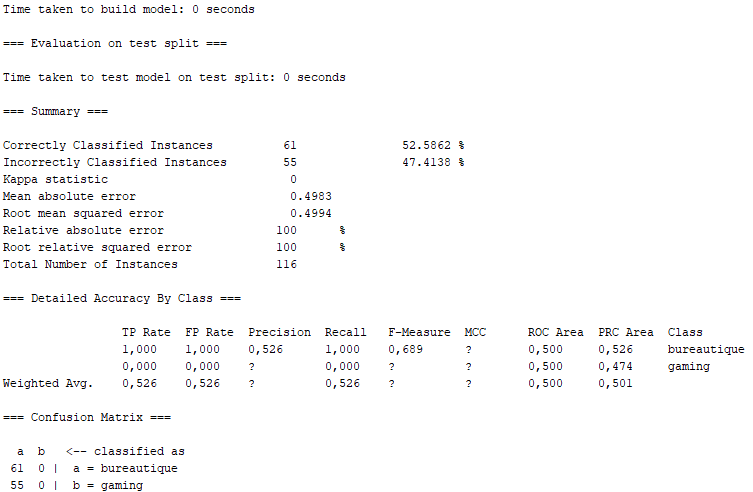 Time taken to build model: 0 seconds
=== Evaluation on test split ===
Time taken to test model on test split: 0 seconds
=== Summary ===
Correctly Classified Instances 61 52.5862 %
Incorrectly Classified Instances 55 47.4138 %
Kappa statistic 0
Mean absolute error 0.4983
Root mean squared error 0.4994
Relative absolute error 100 %
Root relative squared error 100 %
Total Number of Instances 116
=== Detailed Accuracy By Class ===
TP Rate FP Rate Precision Recall F-Measure MCC ROC Area PRC Area Class
1,000 1,000 0,526 1,000 0,689 ? 0,500 0,526 bureautique
0,000 0,000 ? 0,000 ? ? 0,500 0,474 gaming
Weighted Avg. 0,526 0,526 ? 0,526 ? ? 0,500 0,501
=== Confusion Matrix ===
a b <-- classified as
61 0 | a = bureautique
55 0 | b = gaming